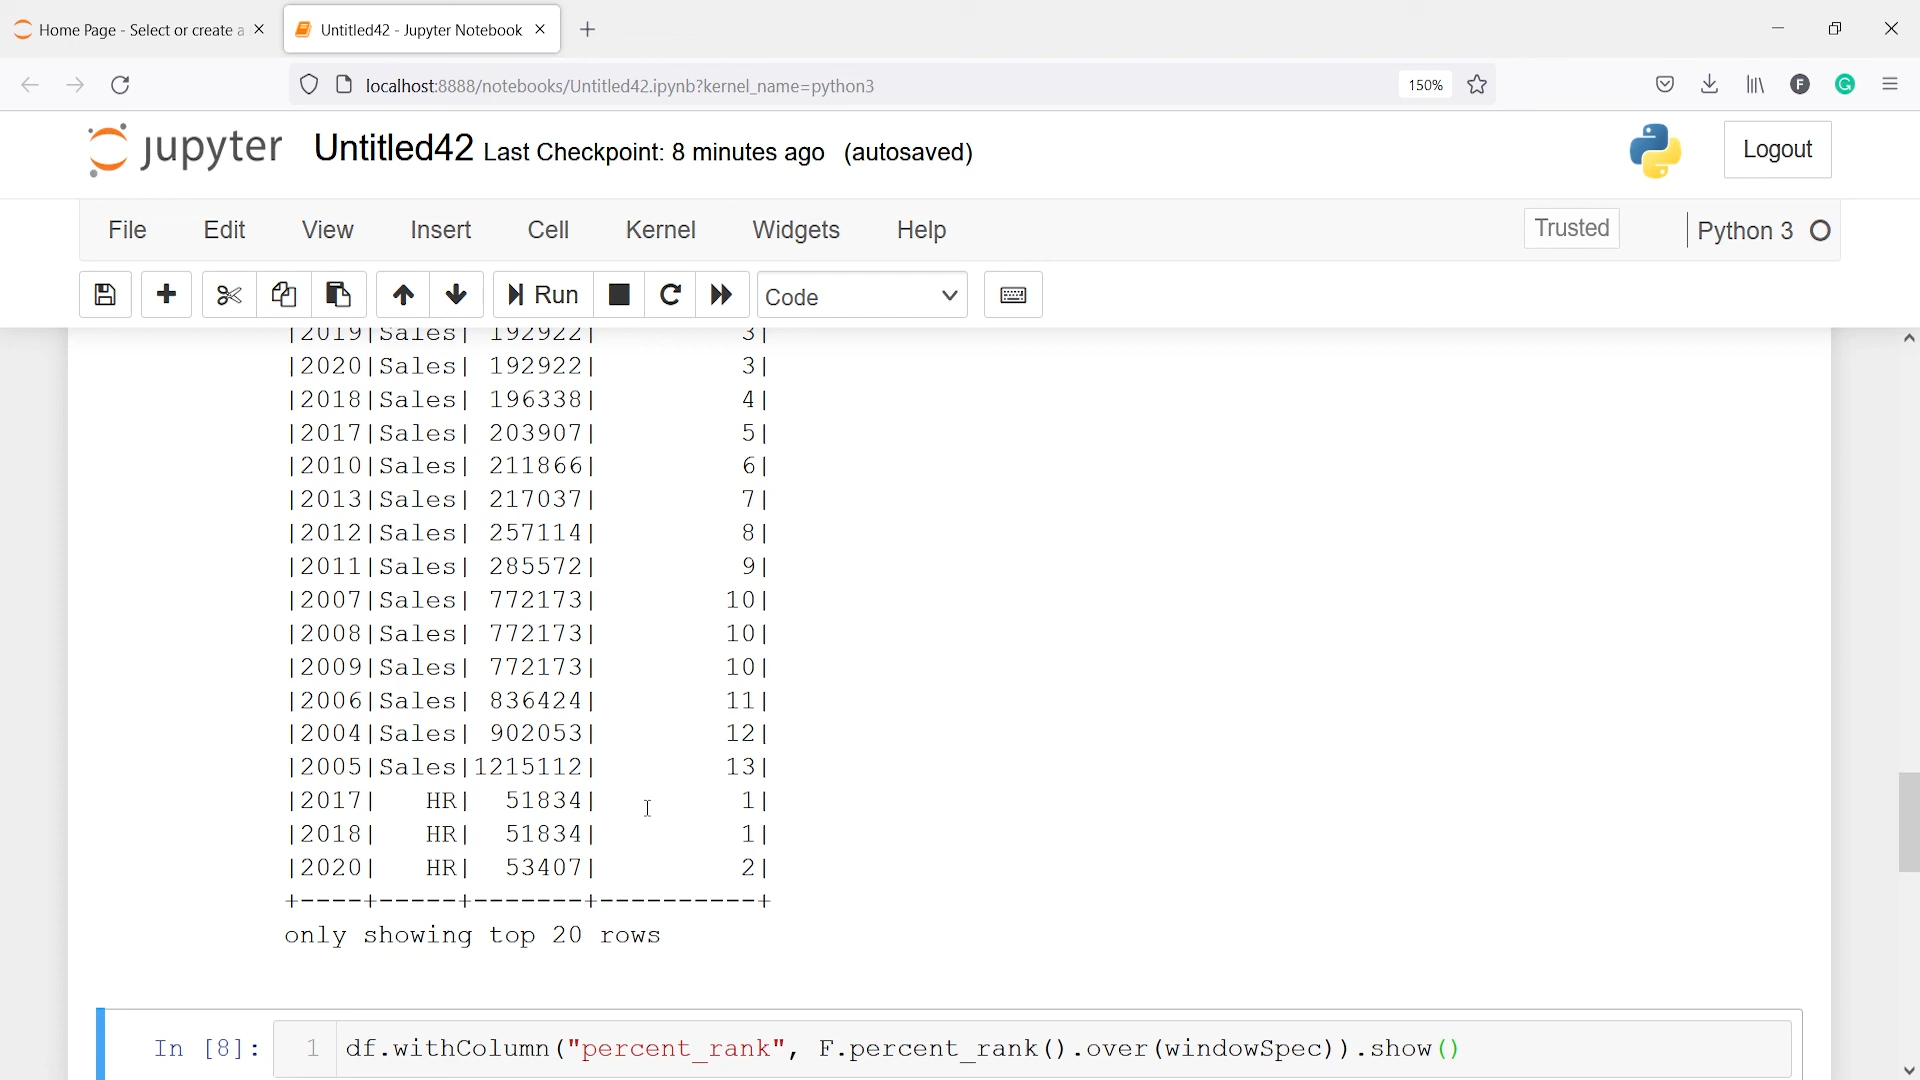 Home Page - Select or create a
Untitled42 - Jupyter Notebook
localhost:8888/notebooks/Untitled42.ipynb?kernel_name=python3
150%
F
G
jupyter Untitled42 Last Checkpoint: 8 minutes ago (autosaved)
Logout
File Edit View Insert Cell Kernel Widgets Help
Trusted
Python 3
Run
Code
|2019|Sales| 192922|         3|
|2020|Sales| 192922|         3|
|2018|Sales| 196338|         4|
|2017|Sales| 203907|         5|
|2010|Sales| 211866|         6|
|2013|Sales| 217037|         7|
|2012|Sales| 257114|         8|
|2011|Sales| 285572|         9|
|2007|Sales| 772173|        10|
|2008|Sales| 772173|        10|
|2009|Sales| 772173|        10|
|2006|Sales| 836424|        11|
|2004|Sales| 902053|        12|
|2005|Sales|1215112|        13|
|2017|   HR|  51834|         1|
|2018|   HR|  51834|         1|
|2020|   HR|  53407|         2|
+----+-----+-------+----------+
only showing top 20 rows
In [8]: 1 df.withColumn("percent_rank", F.percent_rank().over(windowSpec)).show()